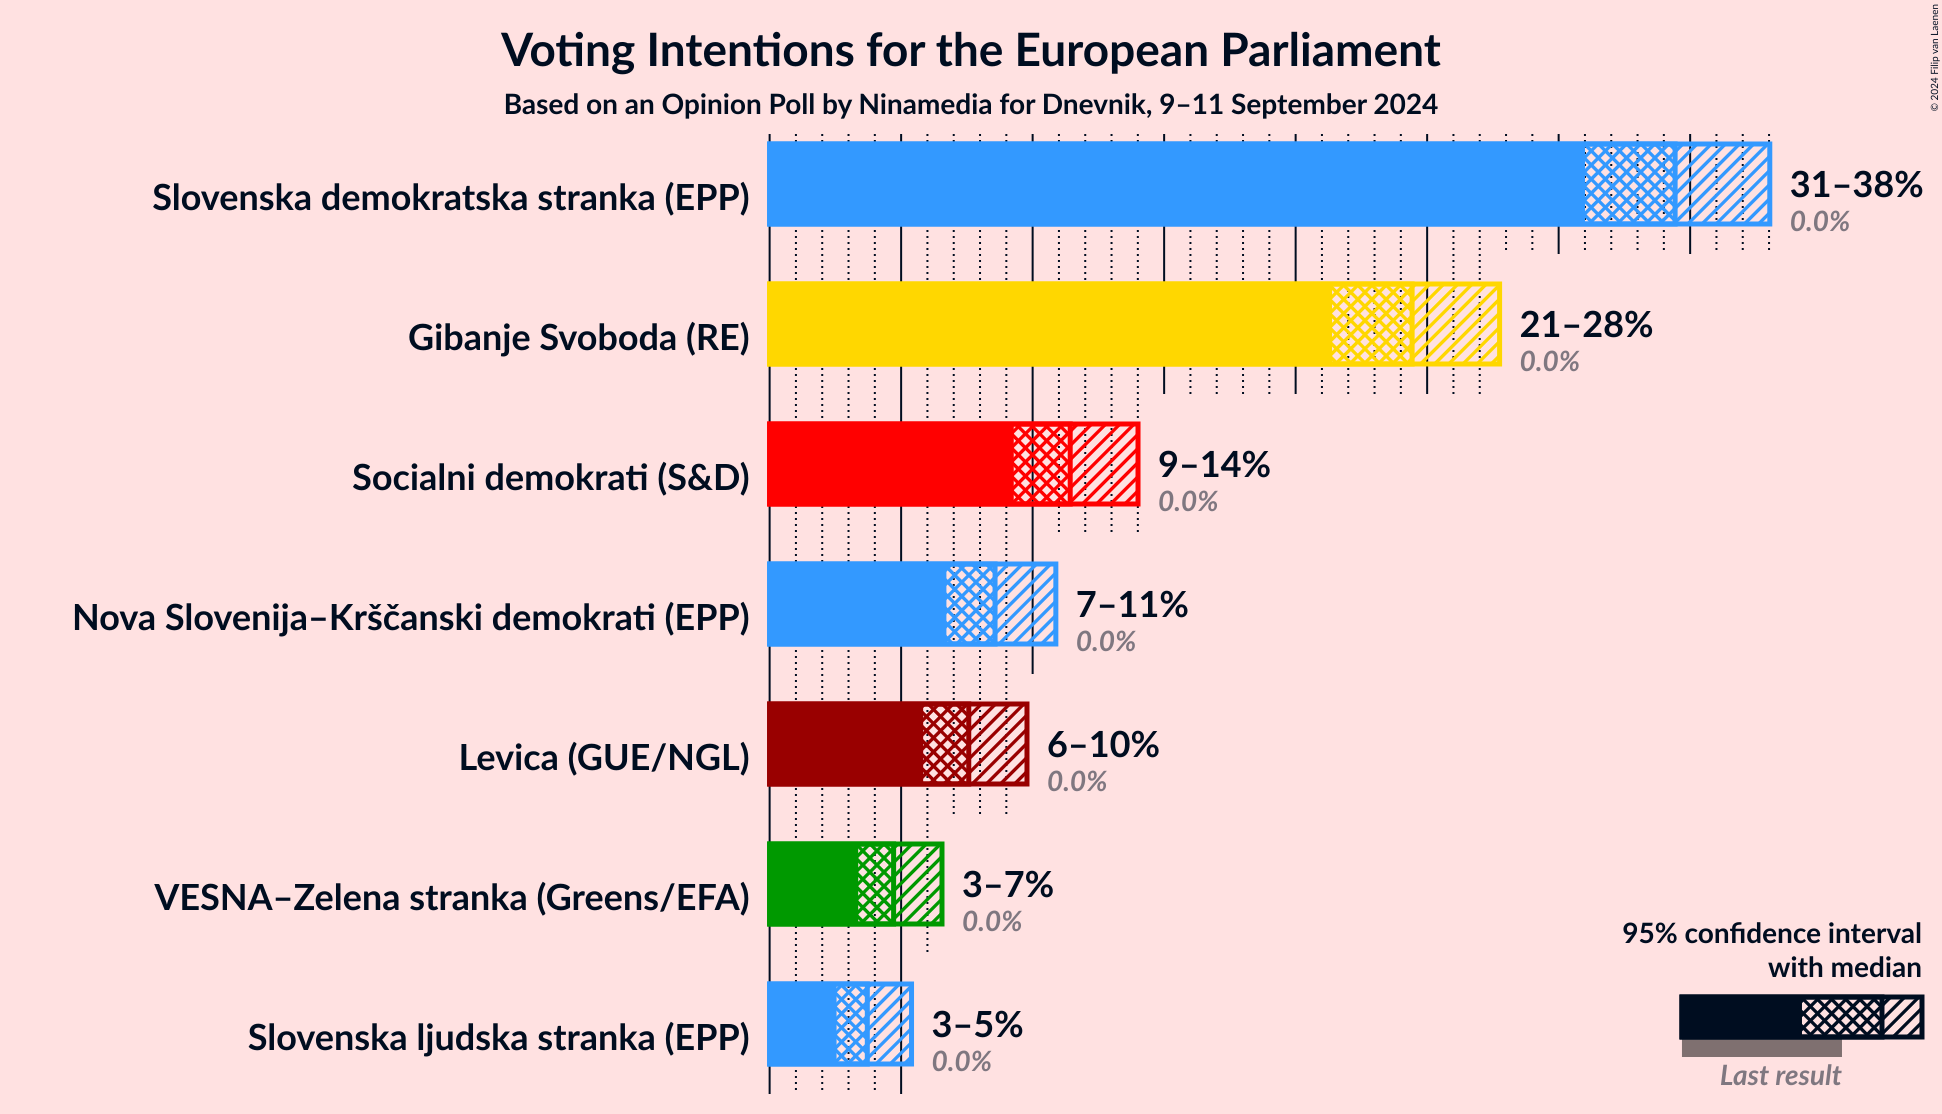 Voting Intentions for the European Parliament
Based on an Opinion Poll by Ninamedia for Dnevnik, 9–11 September 2024
© 2024 Filip van Laenen
Slovenska demokratska stranka (EPP)
31–38%
0.0%
Gibanje Svoboda (RE)
21–28%
0.0%
Socialni demokrati (S&D)
9–14%
0.0%
Nova Slovenija–Krščanski demokrati (EPP)
7–11%
0.0%
Levica (GUE/NGL)
6–10%
0.0%
VESNA–Zelena stranka (Greens/EFA)
3–7%
0.0%
Slovenska ljudska stranka (EPP)
3–5%
0.0%
95% confidence interval
with median
Last result